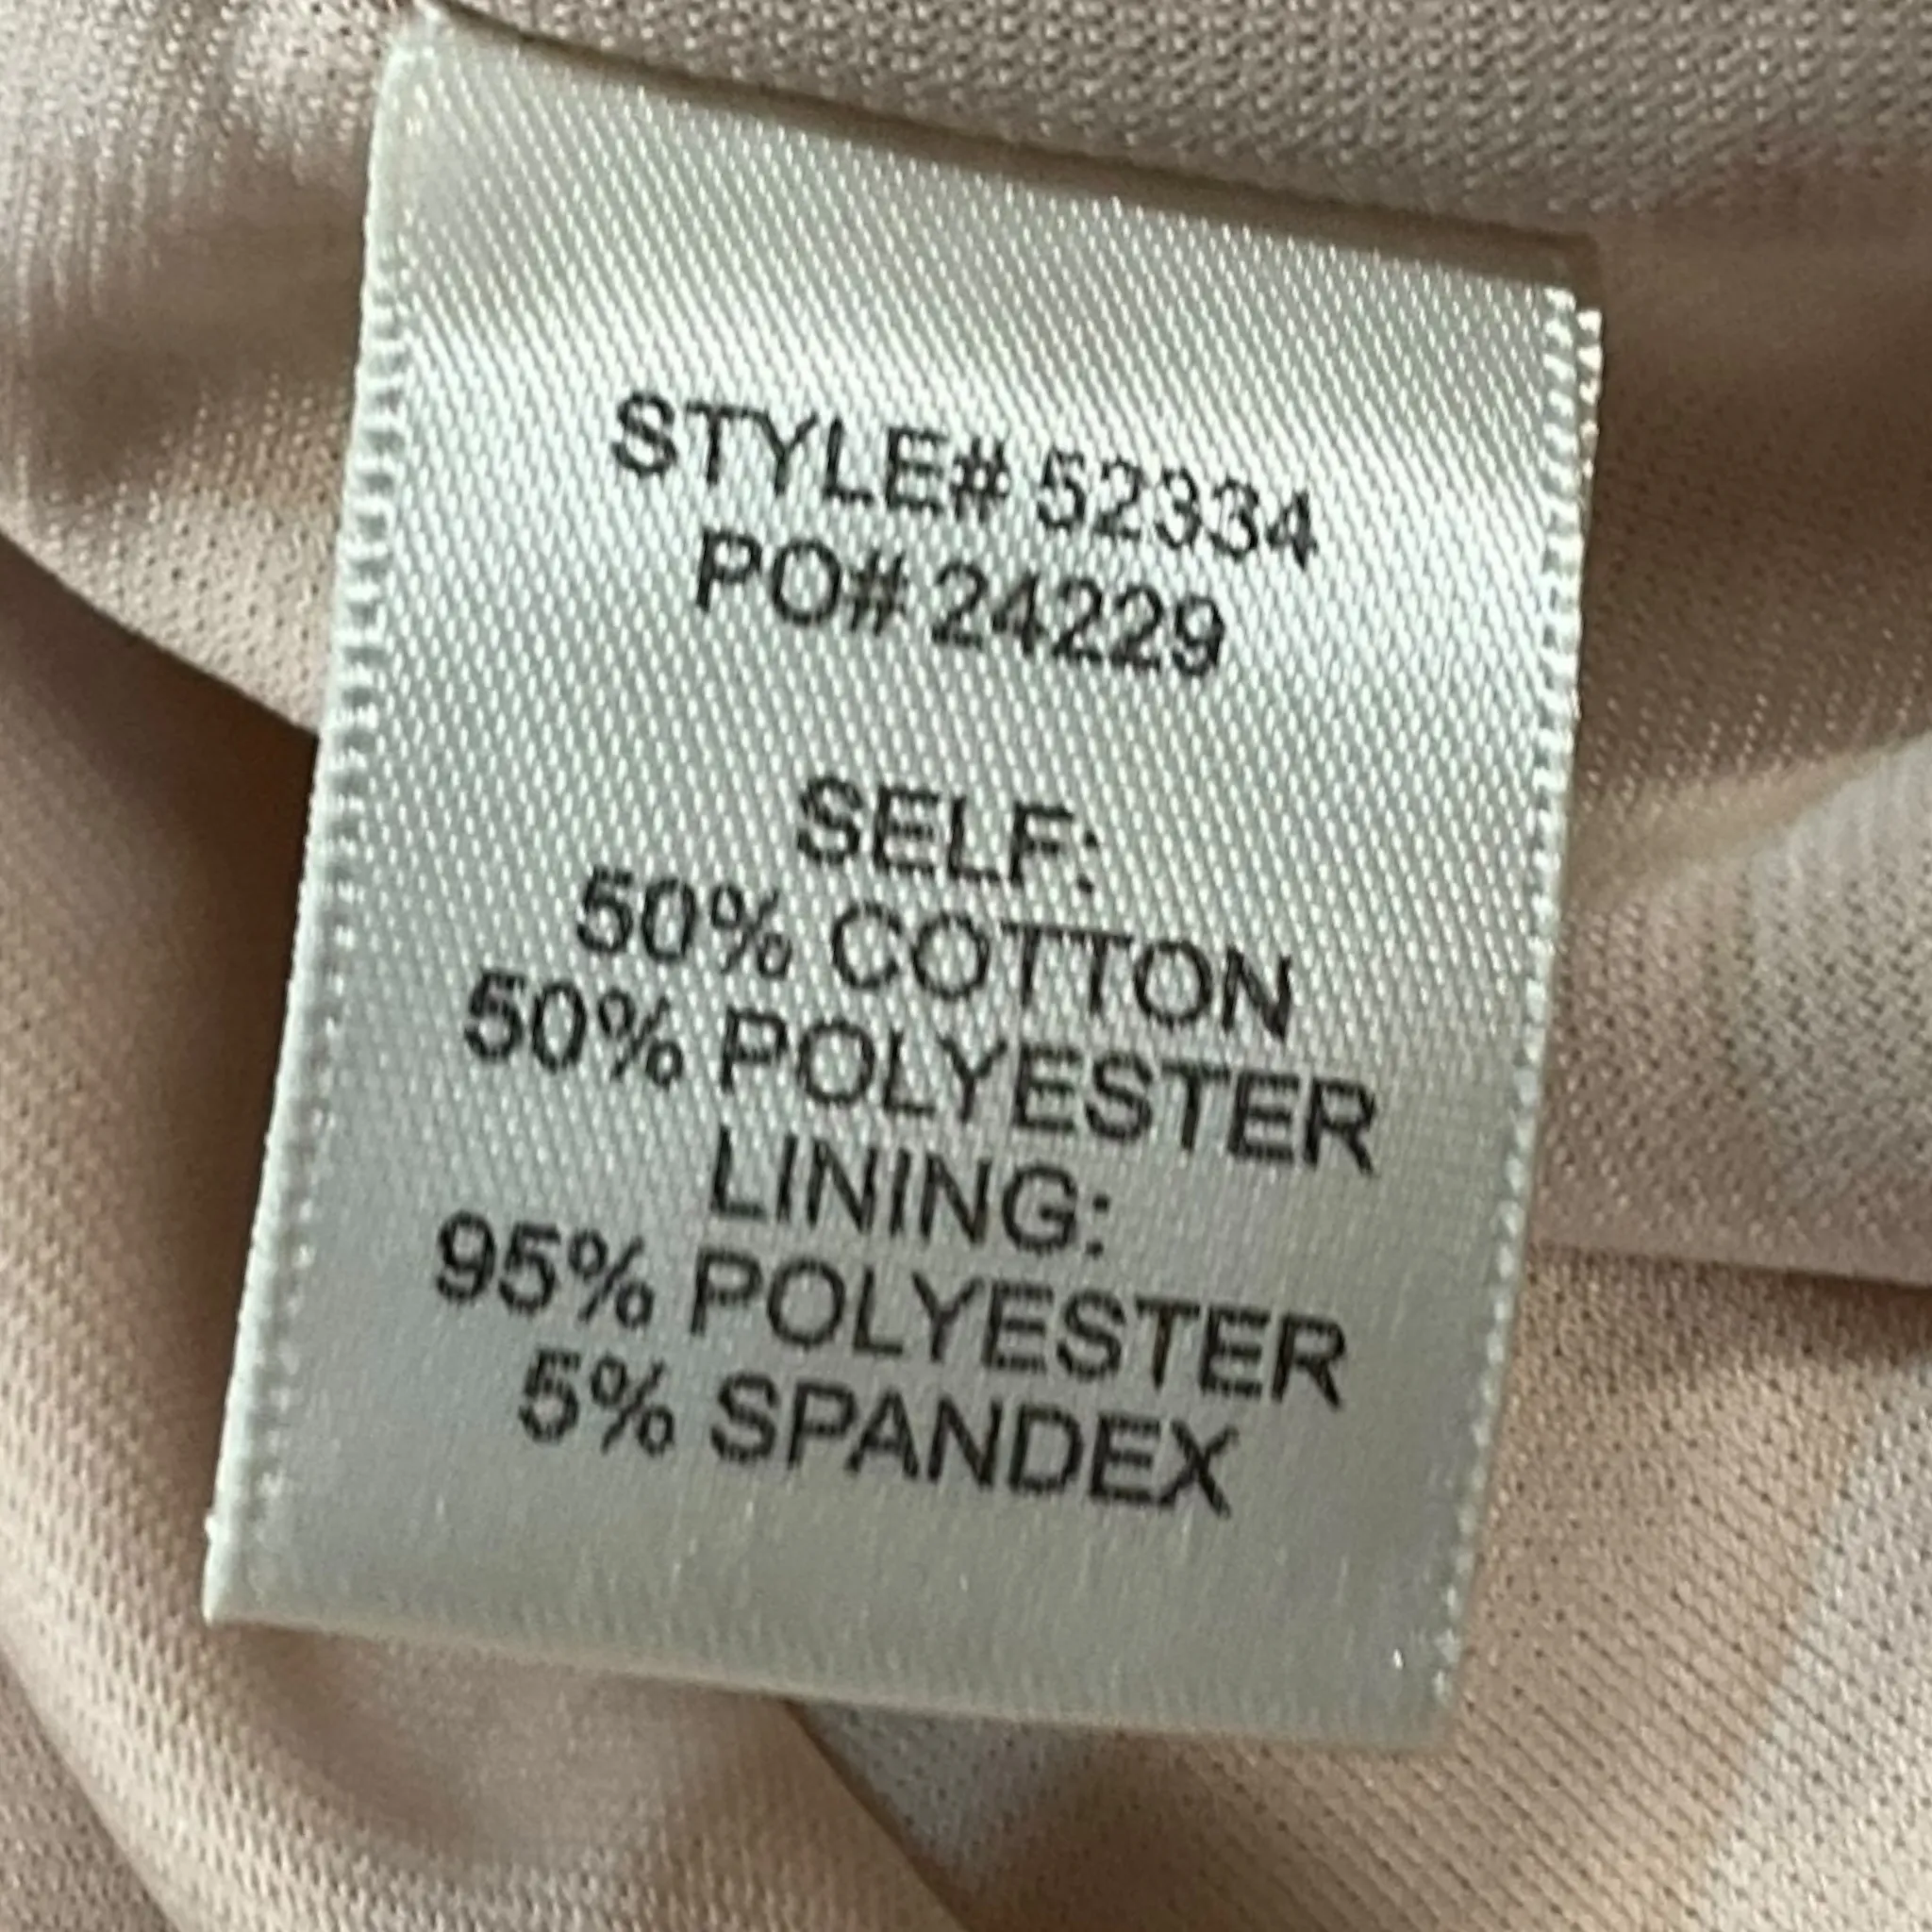 STYLE# 52334
PO# 24229
SELF:
50% COTTON
50% POLYESTER
LINING:
95% POLYESTER
5% SPANDEX